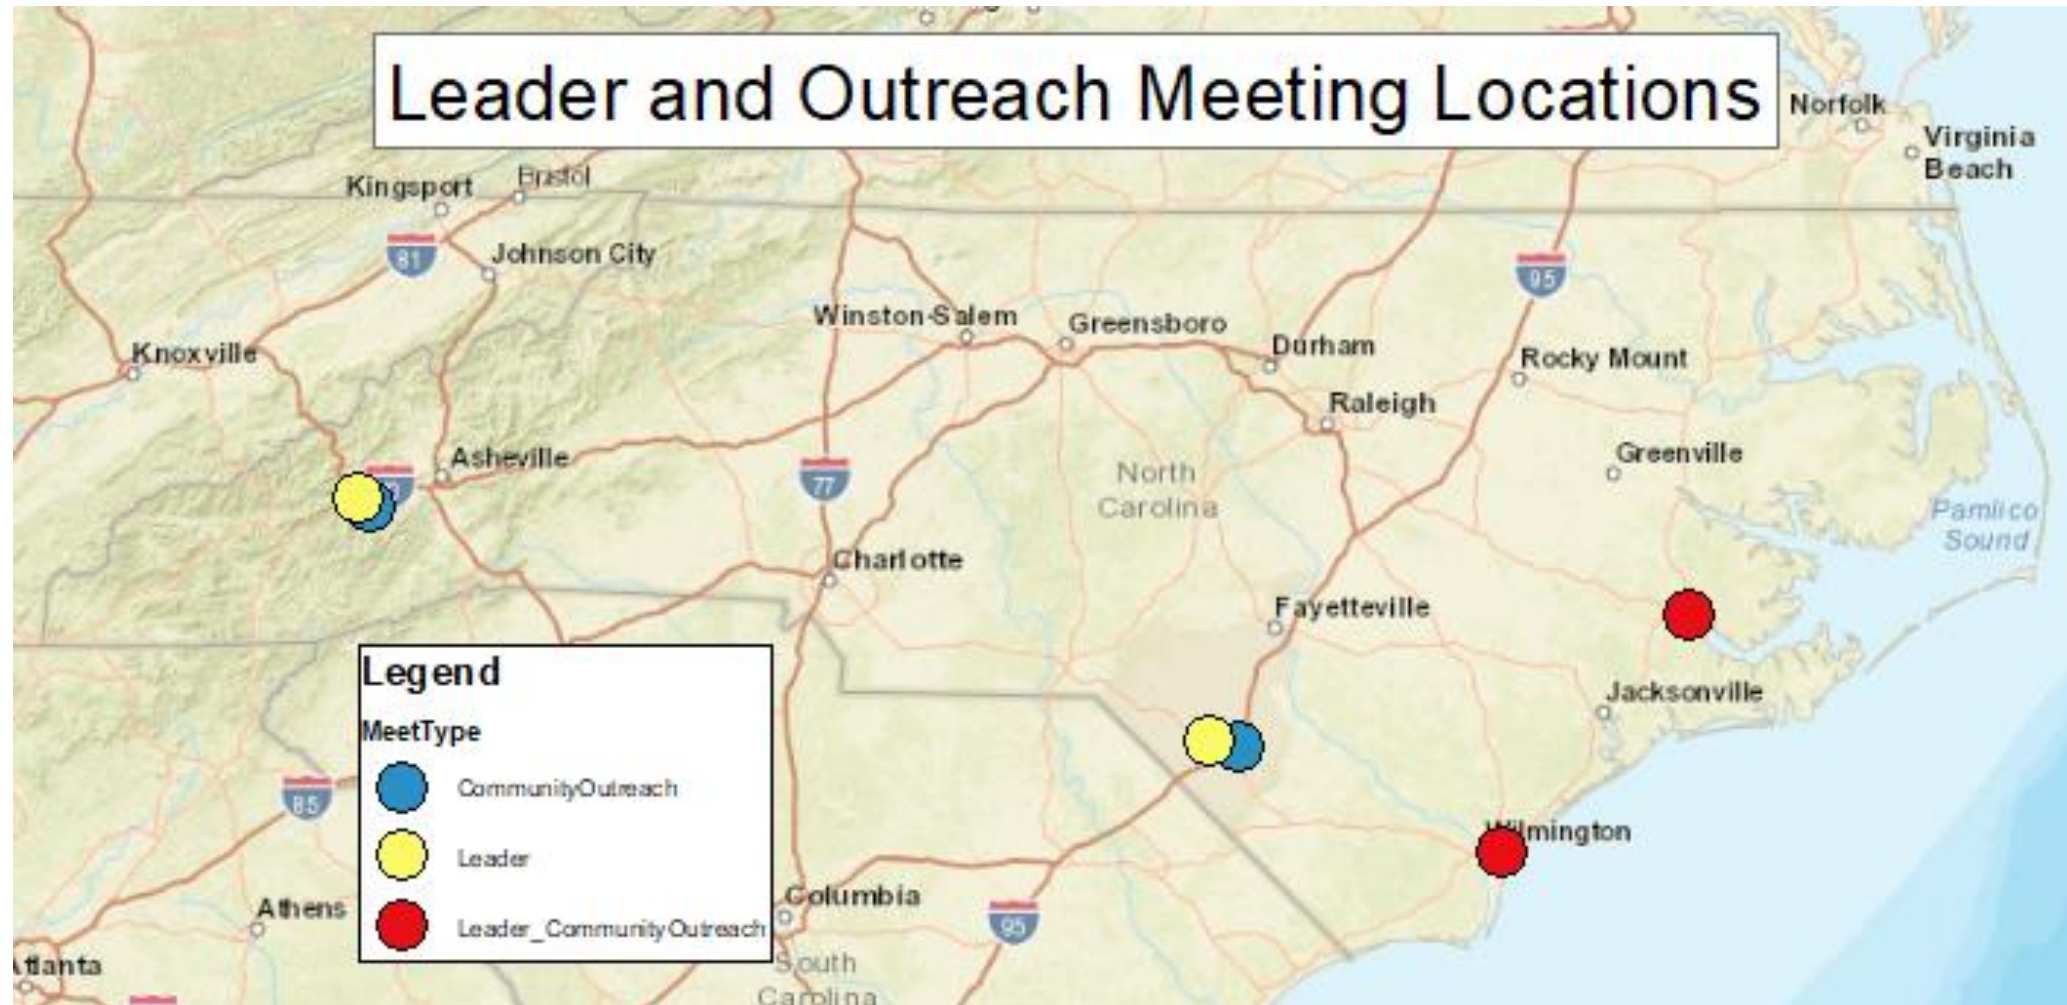 Leader and Outreach Meeting Locations
Norfolk
Virginia
Beach
Kingsport
Bristol
81
Johnson City
95
Winston-Salem
Greensboro
Durham
Knoxville
Rocky Mount
Raleigh
Asheville
Greenville
77
North
Carolina
Pamlico
Sound
Charlotte
Fayetteville
Jacksonville
Legend
MeetType
CommunityOutreach
Leader
Leader_CommunityOutreach
85
Wilmington
Athens
Columbia
95
Atlanta
South
Carolina